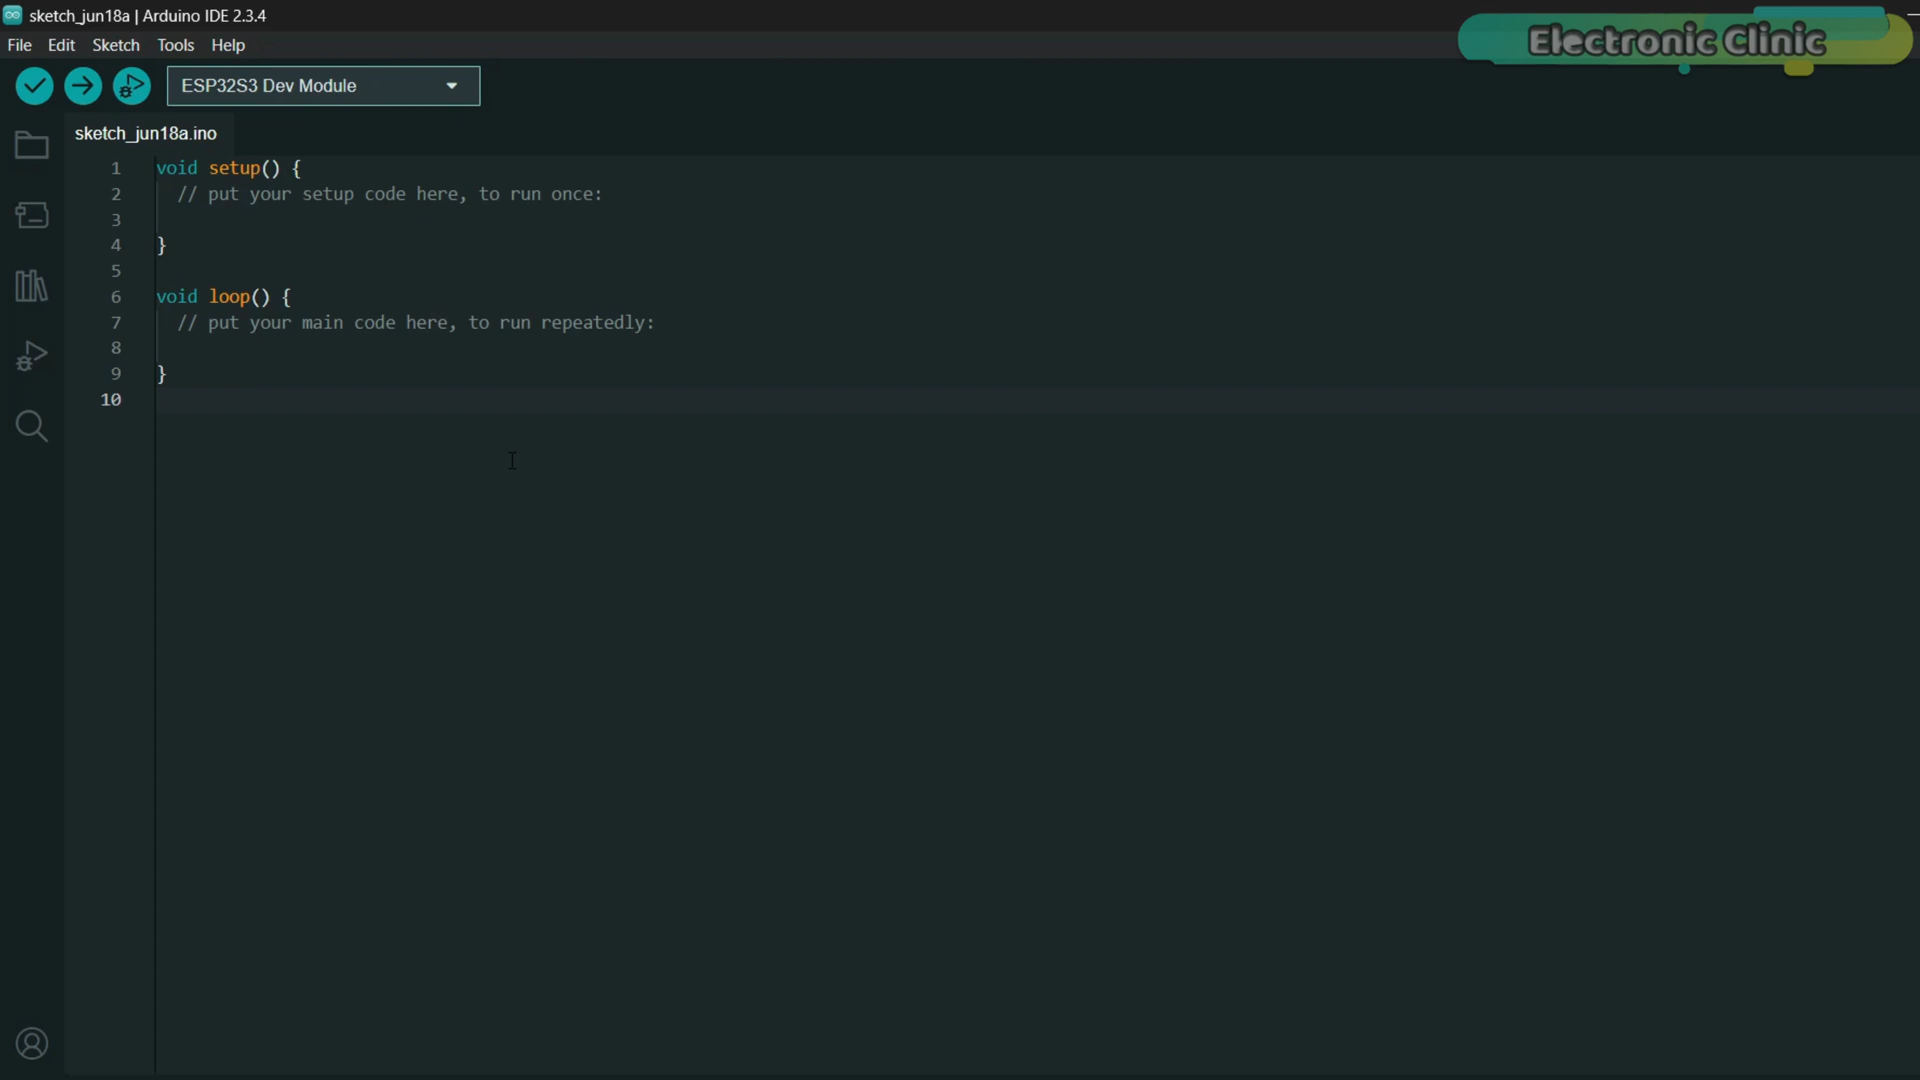 sketch_jun18a | Arduino IDE 2.3.4
Electronic Clinic
File Edit Sketch Tools Help
ESP32S3 Dev Module
sketch_jun18a.ino
1 void setup() {
2 // put your setup code here, to run once:
3
4 }
5
6 void loop() {
7 // put your main code here, to run repeatedly:
8
9 }
10